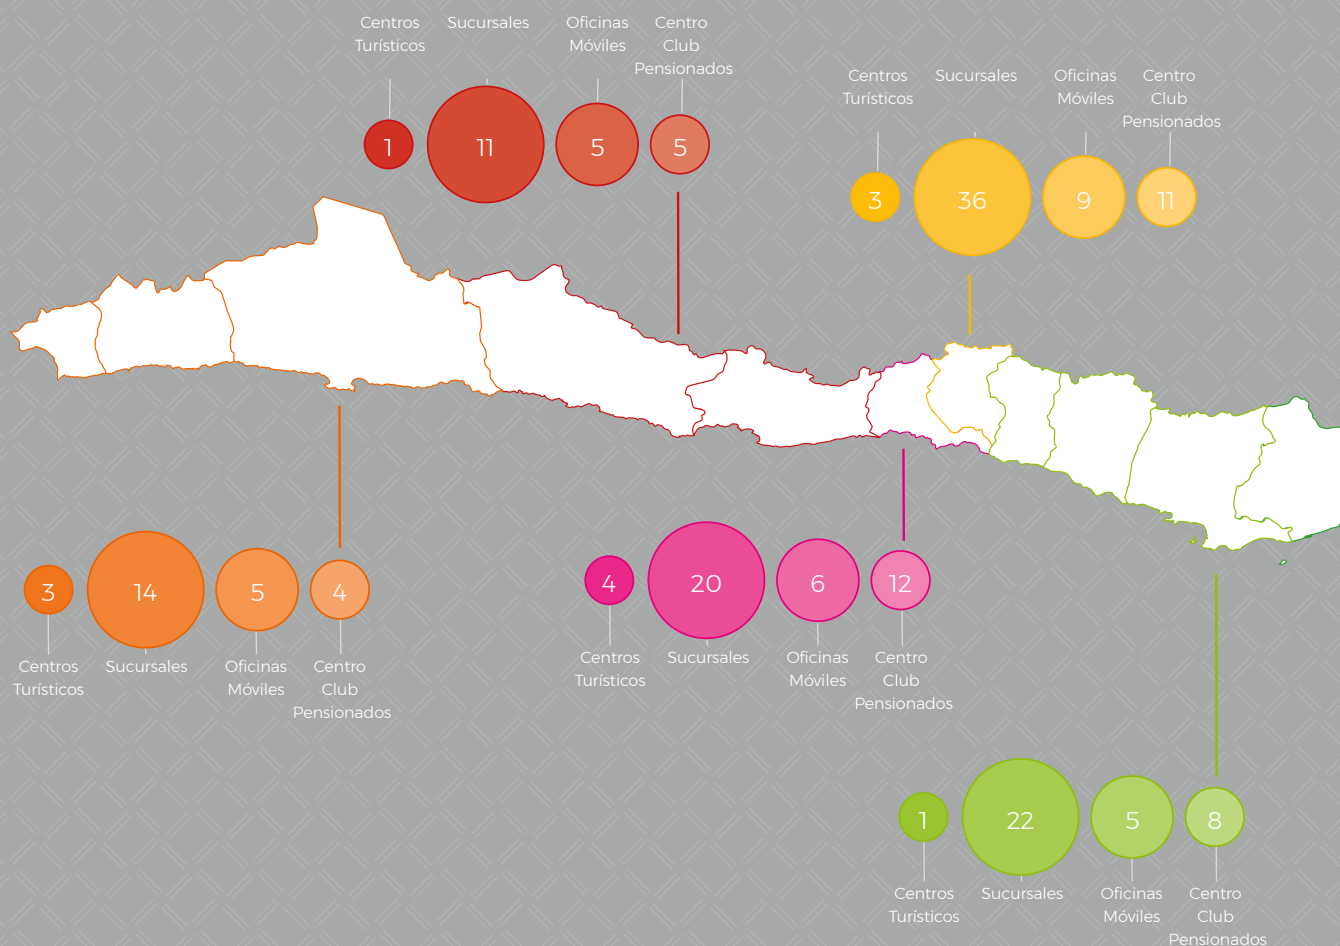 Centros
Turísticos
Sucursales
Oficinas
Móviles
Centro
Club
Pensionados
1
11
5
5
Centros
Turísticos
Sucursales
Oficinas
Móviles
Centro
Club
Pensionados
3
36
9
11
3
14
5
4
Centros
Turísticos
Sucursales
Oficinas
Móviles
Centro
Club
Pensionados
4
20
6
12
Centros
Turísticos
Sucursales
Oficinas
Móviles
Centro
Club
Pensionados
1
22
5
8
Centros
Turísticos
Sucursales
Oficinas
Móviles
Centro
Club
Pensionados